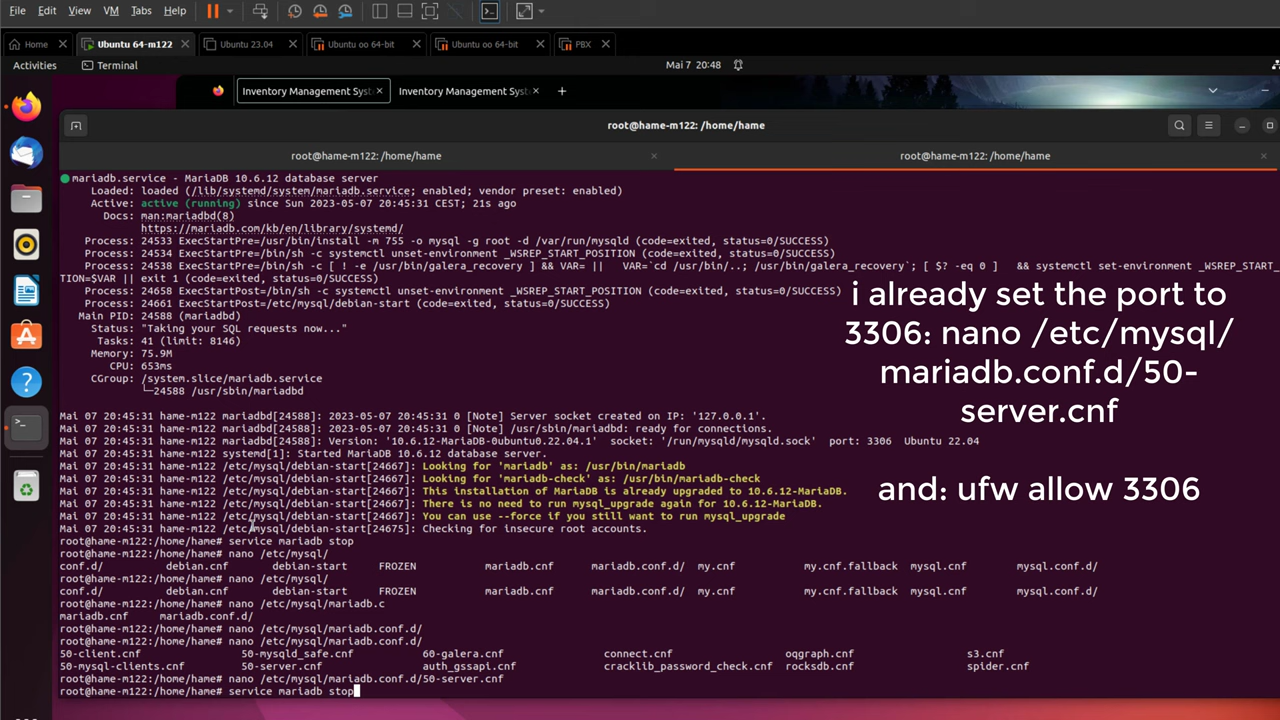 File Edit View VM Tabs Help
Home Ubuntu 64-m122 Ubuntu 23.04 Ubuntu oo 64-bit Ubuntu oo 64-bit PBX
Activities Terminal Mai 7 20:48
Inventory Management Syst Inventory Management Syst
root@hame-m122: /home/hame
root@hame-m122: /home/hame root@hame-m122: /home/hame
mariadb.service - MariaDB 10.6.12 database server
Loaded: loaded (/lib/systemd/system/mariadb.service; enabled; vendor preset: enabled)
Active: active (running) since Sun 2023-05-07 20:45:31 CEST; 21s ago
Docs: man:mariadbd(8)
https://mariadb.com/kb/en/library/systemd/
Process: 24533 ExecStartPre=/usr/bin/install -m 755 -o mysql -g root -d /var/run/mysqld (code=exited, status=0/SUCCESS)
Process: 24534 ExecStartPre=/bin/sh -c systemctl unset-environment _WSREP_START_POSITION (code=exited, status=0/SUCCESS)
Process: 24538 ExecStartPre=/bin/sh -c [ ! -e /usr/bin/galera_recovery ] && VAR= || VAR=`cd /usr/bin/..; /usr/bin/galera_recovery`; [ $? -eq 0 ] && systemctl set-environment _WSREP_START_
TION=$VAR || exit 1 (code=exited, status=0/SUCCESS)
Process: 24658 ExecStartPost=/bin/sh -c systemctl unset-environment _WSREP_START_POSITION (code=exited, status=0/SUCCESS)
Process: 24661 ExecStartPost=/etc/mysql/debian-start (code=exited, status=0/SUCCESS)
Main PID: 24588 (mariadbd)
Status: "Taking your SQL requests now..."
Tasks: 41 (limit: 8146)
Memory: 75.9M
CPU: 653ms
CGroup: /system.slice/mariadb.service
└─24588 /usr/sbin/mariadbd
i already set the port to
3306: nano /etc/mysql/
mariadb.conf.d/50-
server.cnf
Mai 07 20:45:31 hame-m122 mariadbd[24588]: 2023-05-07 20:45:31 0 [Note] Server socket created on IP: '127.0.0.1'.
Mai 07 20:45:31 hame-m122 mariadbd[24588]: 2023-05-07 20:45:31 0 [Note] /usr/sbin/mariadbd: ready for connections.
Mai 07 20:45:31 hame-m122 mariadbd[24588]: Version: '10.6.12-MariaDB-0ubuntu0.22.04.1' socket: '/run/mysqld/mysqld.sock' port: 3306 Ubuntu 22.04
Mai 07 20:45:31 hame-m122 systemd[1]: Started MariaDB 10.6.12 database server.
Mai 07 20:45:31 hame-m122 /etc/mysql/debian-start[24667]: Looking for 'mariadb' as: /usr/bin/mariadb
Mai 07 20:45:31 hame-m122 /etc/mysql/debian-start[24667]: Looking for 'mariadb-check' as: /usr/bin/mariadb-check
Mai 07 20:45:31 hame-m122 /etc/mysql/debian-start[24667]: This installation of MariaDB is already upgraded to 10.6.12-MariaDB.
Mai 07 20:45:31 hame-m122 /etc/mysql/debian-start[24667]: There is no need to run mysql_upgrade again for 10.6.12-MariaDB.
Mai 07 20:45:31 hame-m122 /etc/mysql/debian-start[24667]: You can use --force if you still want to run mysql_upgrade
Mai 07 20:45:31 hame-m122 /etc/mysql/debian-start[24675]: Checking for insecure root accounts.
and: ufw allow 3306
root@hame-m122:/home/hame# service mariadb stop
root@hame-m122:/home/hame# nano /etc/mysql/
conf.d/ debian.cnf debian-start FROZEN mariadb.cnf mariadb.conf.d/ my.cnf my.cnf.fallback mysql.cnf mysql.conf.d/
root@hame-m122:/home/hame# nano /etc/mysql/
conf.d/ debian.cnf debian-start FROZEN mariadb.cnf mariadb.conf.d/ my.cnf my.cnf.fallback mysql.cnf mysql.conf.d/
root@hame-m122:/home/hame# nano /etc/mysql/mariadb.c
mariadb.cnf mariadb.conf.d/
root@hame-m122:/home/hame# nano /etc/mysql/mariadb.conf.d/
root@hame-m122:/home/hame# nano /etc/mysql/mariadb.conf.d/
50-client.cnf 50-mysqld_safe.cnf 60-galera.cnf connect.cnf oqgraph.cnf s3.cnf
50-mysql-clients.cnf 50-server.cnf auth_gssapi.cnf cracklib_password_check.cnf rocksdb.cnf spider.cnf
root@hame-m122:/home/hame# nano /etc/mysql/mariadb.conf.d/50-server.cnf
root@hame-m122:/home/hame# service mariadb stop